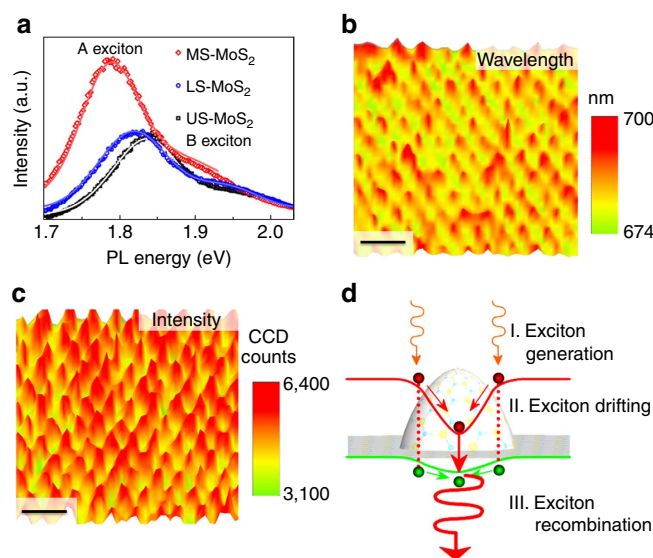 a
A exciton
MS-MoS₂
LS-MoS₂
US-MoS₂
B exciton
Intensity (a.u.)
1.7
1.8
1.9
2.0
PL energy (eV)
b
Wavelength
nm
700
674
c
Intensity
CCD
counts
6,400
3,100
d
I. Exciton
generation
II. Exciton drifting
III. Exciton
recombination